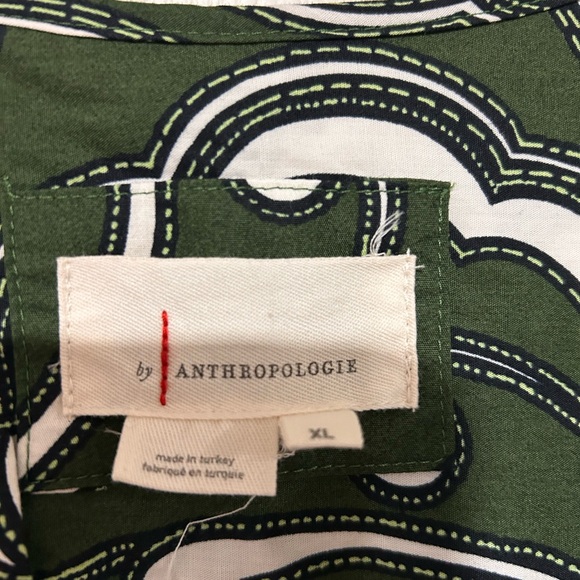 by ANTHROPOLOGIE
XL
made in turkey
fabriqué en turquie